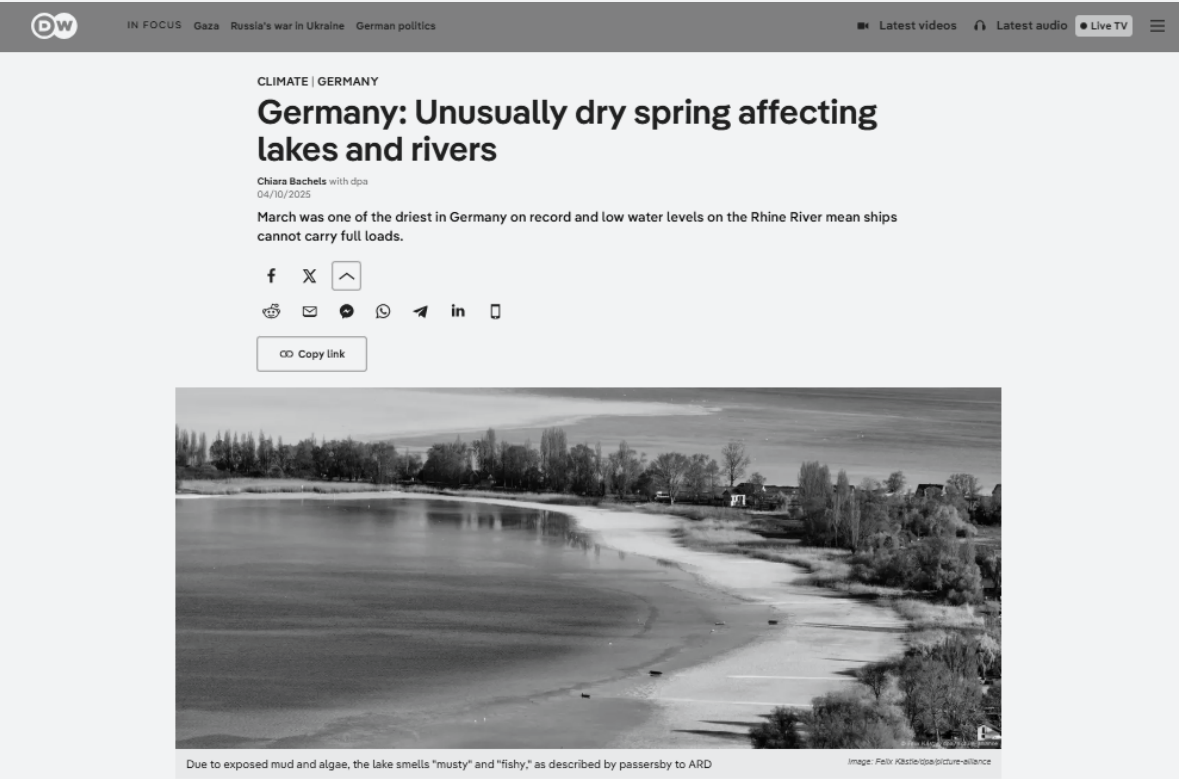 DW
IN FOCUS Gaza Russia's war in Ukraine German politics Latest videos Latest audio Live TV
CLIMATE | GERMANY
Germany: Unusually dry spring affecting
lakes and rivers
Chiara Bachels with dpa
04/10/2025
March was one of the driest in Germany on record and low water levels on the Rhine River mean ships
cannot carry full loads.
Copy link
Due to exposed mud and algae, the lake smells "musty" and "fishy," as described by passersby to ARD
Image: Felix Kästle/dpa/picture-alliance